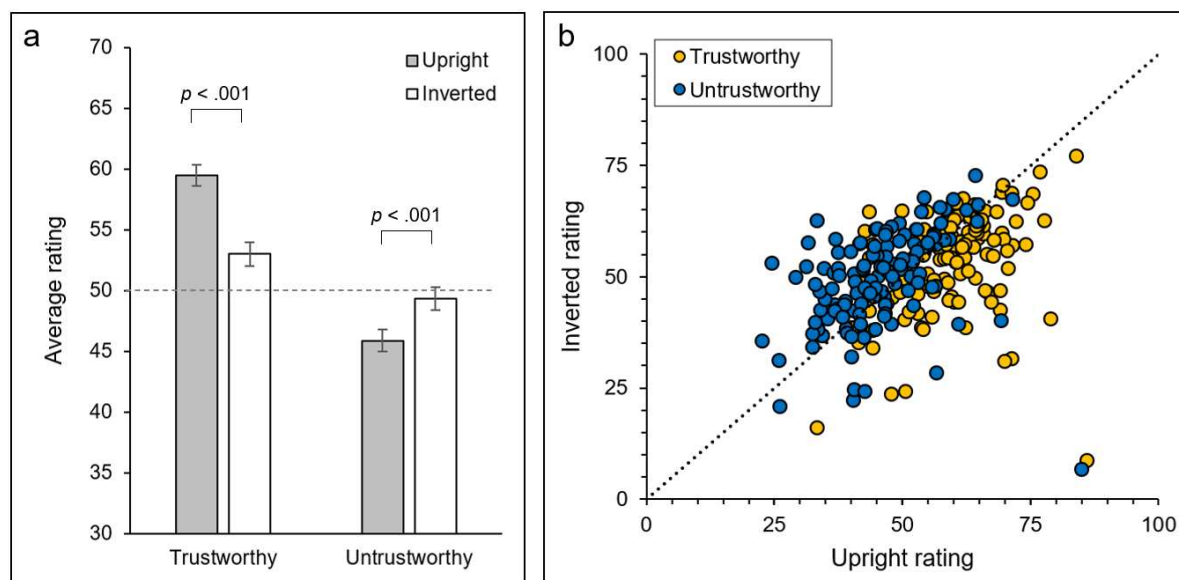 a
70
65
60
55
50
45
40
35
30
Average rating
Upright
Inverted
p < .001
p < .001
Trustworthy
Untrustworthy
b
100
75
50
25
0
Inverted rating
Trustworthy
Untrustworthy
0
25
50
75
100
Upright rating